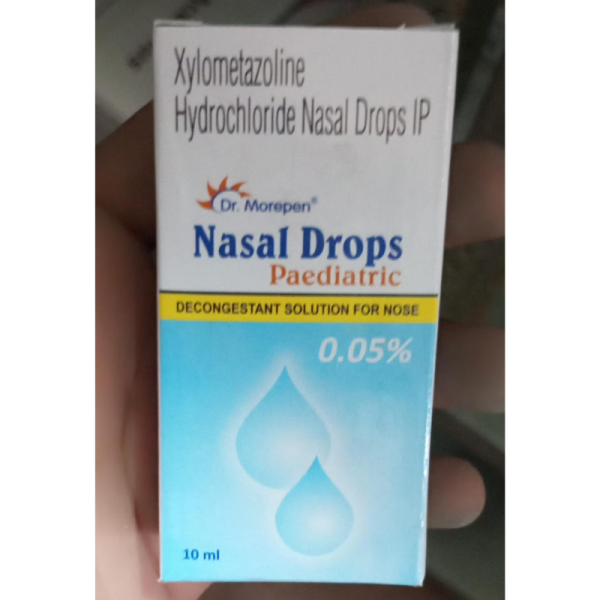 Xylometazoline
Hydrochloride Nasal Drops IP
Dr. Morepen®
Nasal Drops
Paediatric
DECONGESTANT SOLUTION FOR NOSE
0.05%
10 ml